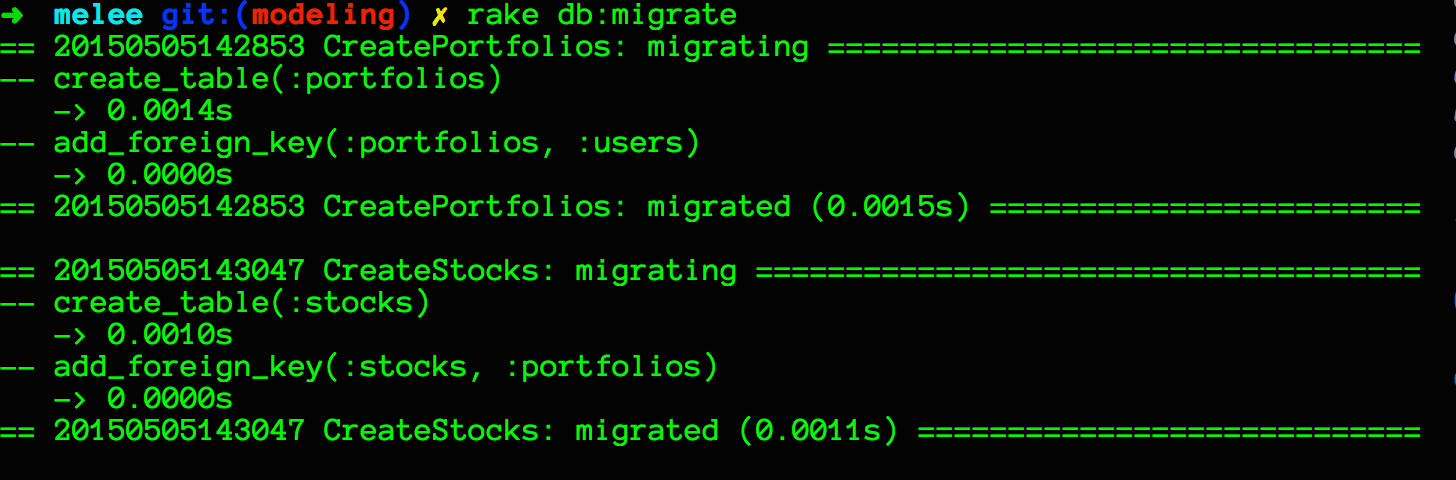 ➜ melee git:(modeling) ✗ rake db:migrate
== 20150505142853 CreatePortfolios: migrating =================================
-- create_table(:portfolios)
   -> 0.0014s
-- add_foreign_key(:portfolios, :users)
   -> 0.0000s
== 20150505142853 CreatePortfolios: migrated (0.0015s) ========================

== 20150505143047 CreateStocks: migrating =====================================
-- create_table(:stocks)
   -> 0.0010s
-- add_foreign_key(:stocks, :portfolios)
   -> 0.0000s
== 20150505143047 CreateStocks: migrated (0.0011s) ============================